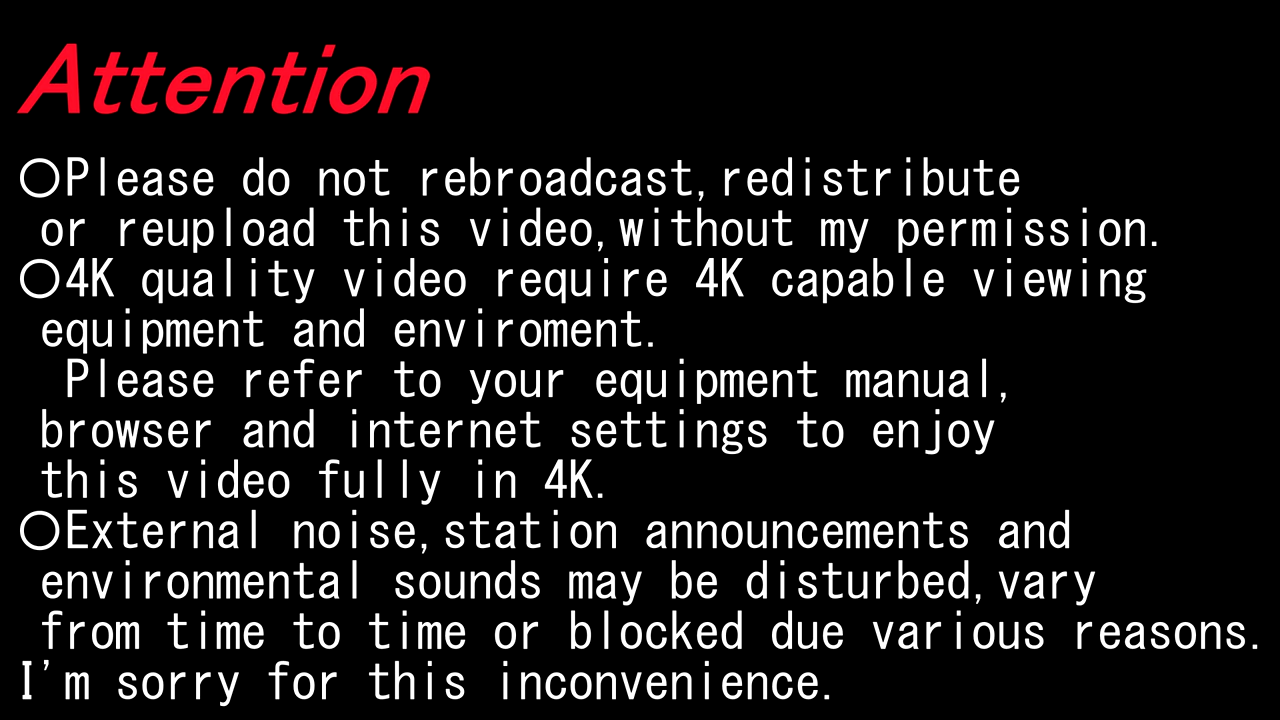 Attention
○Please do not rebroadcast,redistribute
or reupload this video,without my permission.
○4K quality video require 4K capable viewing
equipment and enviroment.
Please refer to your equipment manual,
browser and internet settings to enjoy
this video fully in 4K.
○External noise,station announcements and
environmental sounds may be disturbed,vary
from time to time or blocked due various reasons.
I'm sorry for this inconvenience.